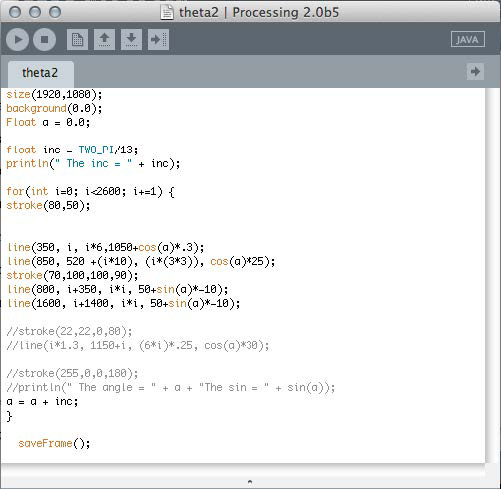 theta2 | Processing 2.0b5
JAVA
theta2
size(1920,1080);
background(0.0);
Float a = 0.0;
float inc = TWO_PI/13;
println(" The inc = " + inc);
for(int i=0; i<2600; i+=1) {
stroke(80,50);
line(350, i, i*6,1050+cos(a)*.3);
line(850, 520 +(i*10), (i*(3*3)), cos(a)*25);
stroke(70,100,100,90);
line(800, i+350, i*i, 50+sin(a)*-10);
line(1600, i+1400, i*i, 50+sin(a)*-10);
//stroke(22,22,0,80);
//line(i*1.3, 1150+i, (6*i)*.25, cos(a)*30);
//stroke(255,0,0,180);
//println(" The angle = " + a + "The sin = " + sin(a));
a = a + inc;
}
saveFrame();